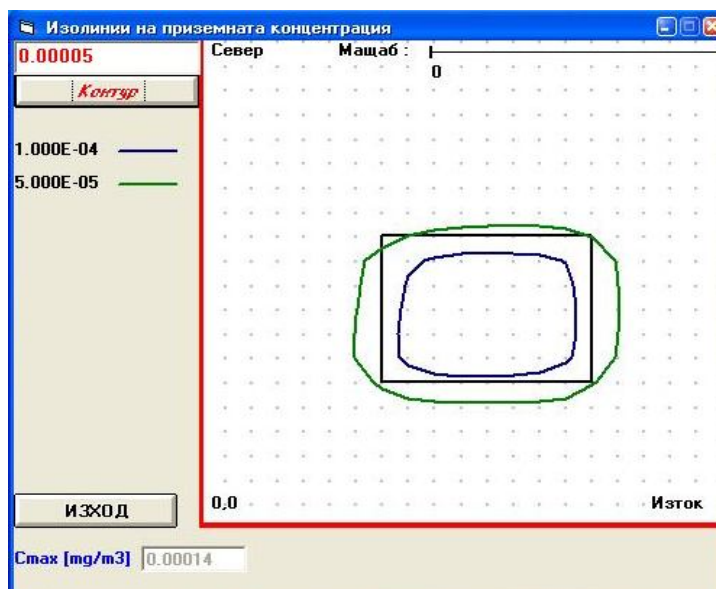 Изолинии на приземната концентрация
0.00005
Контур
1.000E-04
5.000E-05
Север
Мащаб :
0
0,0
Изток
ИЗХОД
Cmax [mg/m3] 0.00014